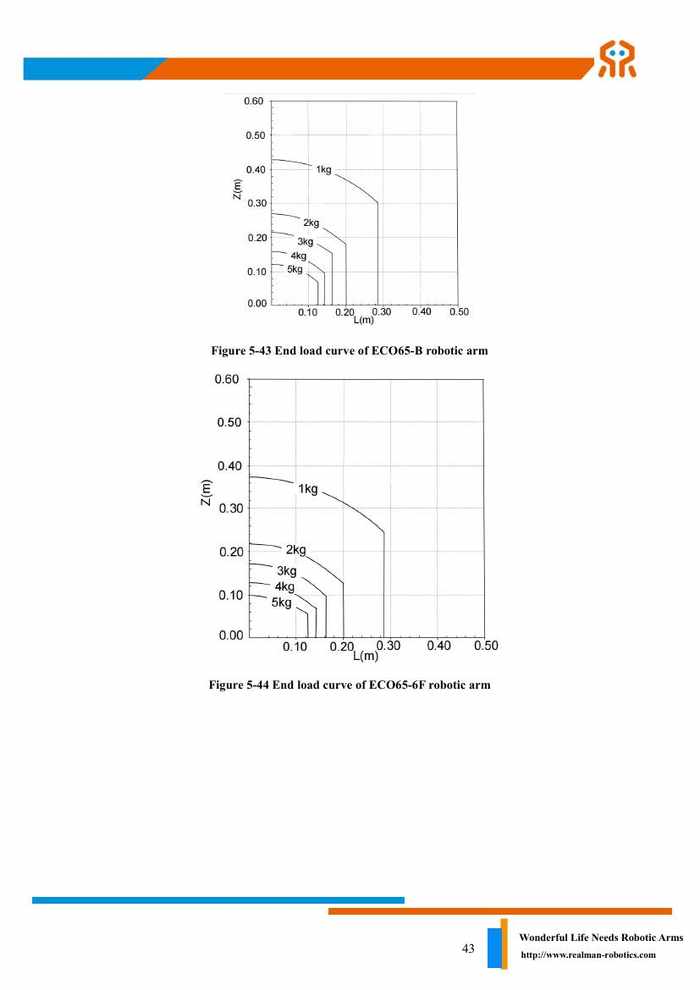 0.60
0.50
0.40
1kg
Z(m)
0.30
2kg
0.20
3kg
4kg
0.10
5kg
0.00
0.10 0.20 0.30 0.40 0.50
L(m)
Figure 5-43 End load curve of ECO65-B robotic arm
0.60
0.50
0.40
1kg
Z(m)
0.30
0.20
2kg
3kg
4kg
0.10
5kg
0.00
0.10 0.20 0.30 0.40 0.50
L(m)
Figure 5-44 End load curve of ECO65-6F robotic arm
43
Wonderful Life Needs Robotic Arms
http://www.realman-robotics.com